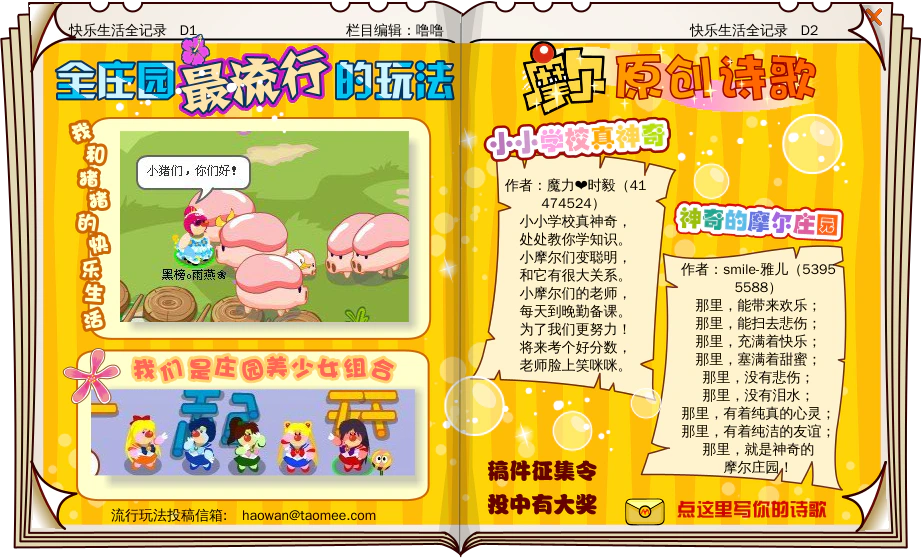 快乐生活全记录 D1
栏目编辑：噜噜
全庄园最流行的玩法
我和猪猪的快乐生活
小猪们，你们好！
黑榜o雨燕❀
我们是庄园美少女组合
流行玩法投稿信箱: haowan@taomee.com
快乐生活全记录 D2
摩尔原创诗歌
小小学校真神奇
作者：魔力❤时毅（41
474524）
小小学校真神奇，
处处教你学知识。
小摩尔们变聪明，
和它有很大关系。
小摩尔们的老师，
每天到晚勤备课。
为了我们更努力！
将来考个好分数，
老师脸上笑咪咪。
神奇的摩尔庄园
作者：smile-雅儿（5395
5588）
那里，能带来欢乐；
那里，能扫去悲伤；
那里，充满着快乐；
那里，塞满着甜蜜；
那里，没有悲伤；
那里，没有泪水；
那里，有着纯真的心灵；
那里，有着纯洁的友谊；
那里，就是神奇的
摩尔庄园！
稿件征集令
投中有大奖
点这里写你的诗歌